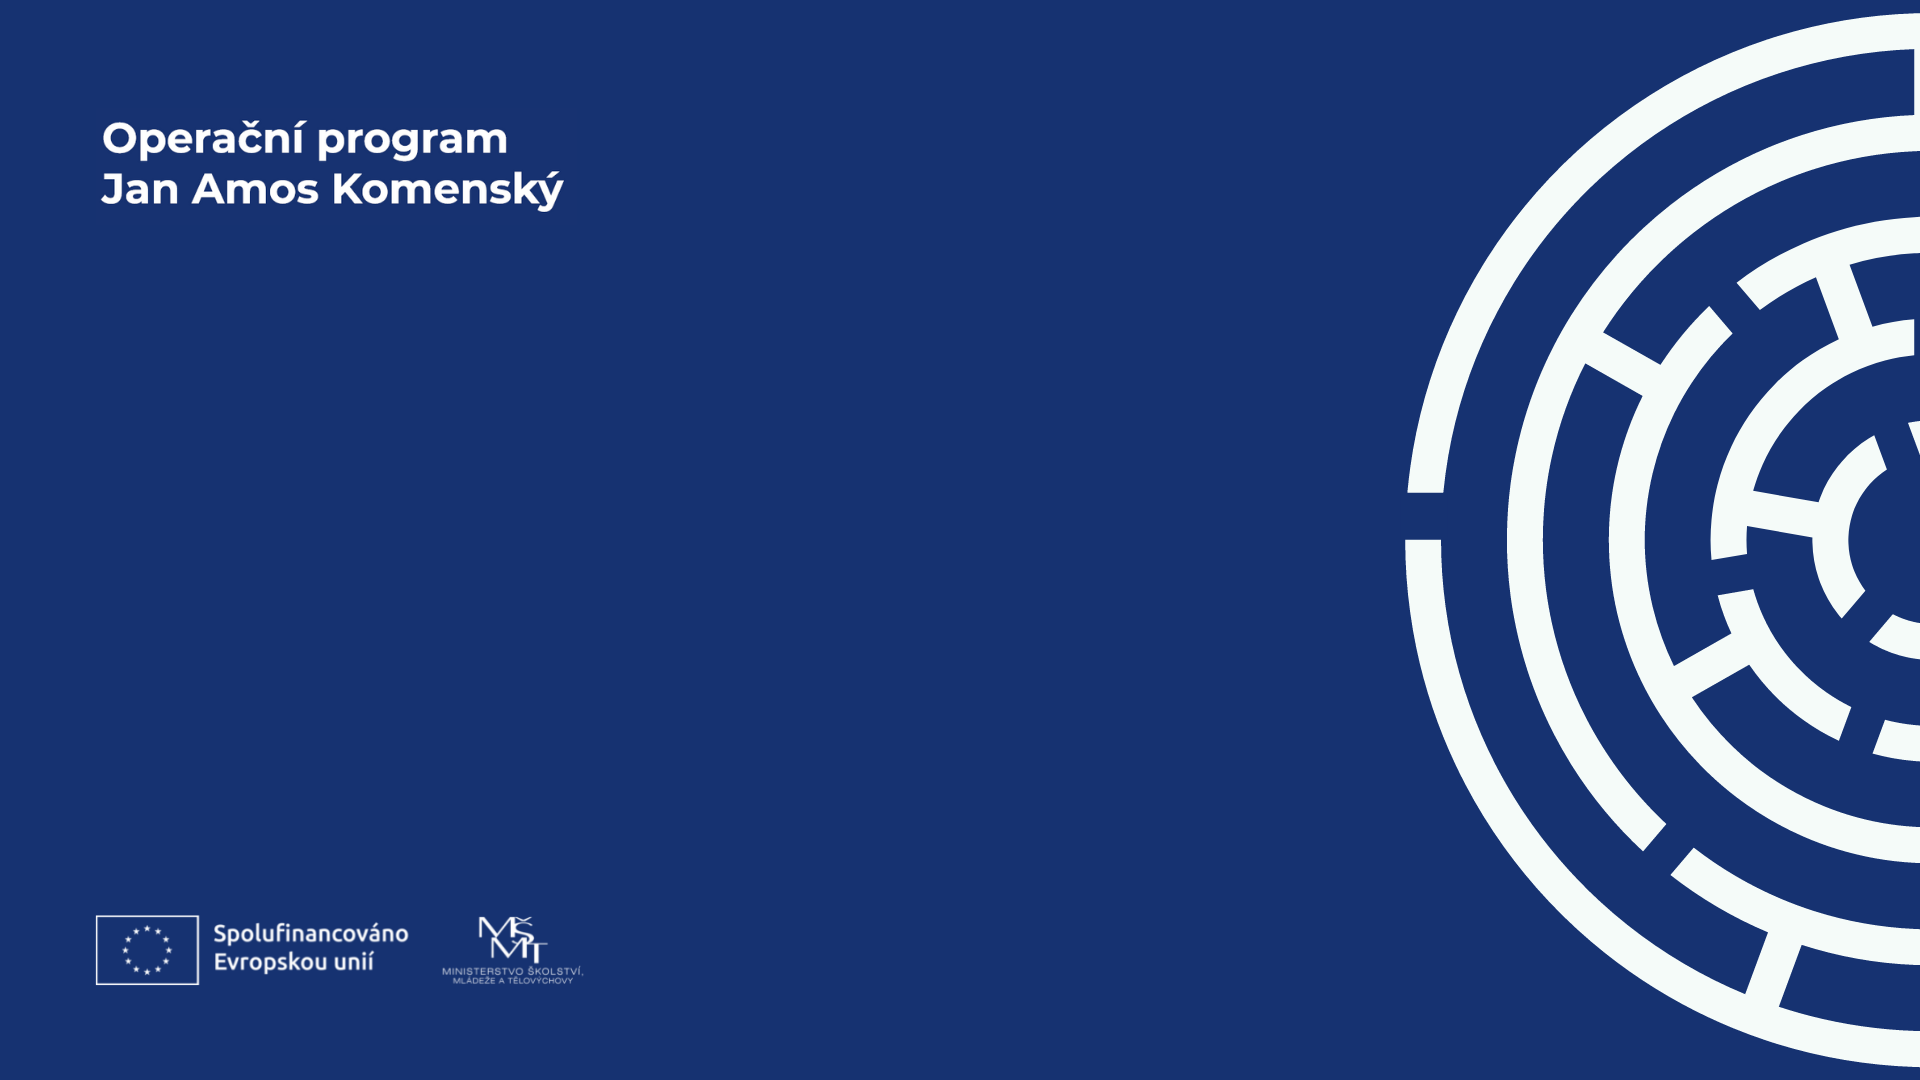 Operační program
Jan Amos Komenský
Spolufinancováno
Evropskou unií
MŠMT
MINISTERSTVO ŠKOLSTVÍ,
MLÁDEŽE A TĚLOVÝCHOVY